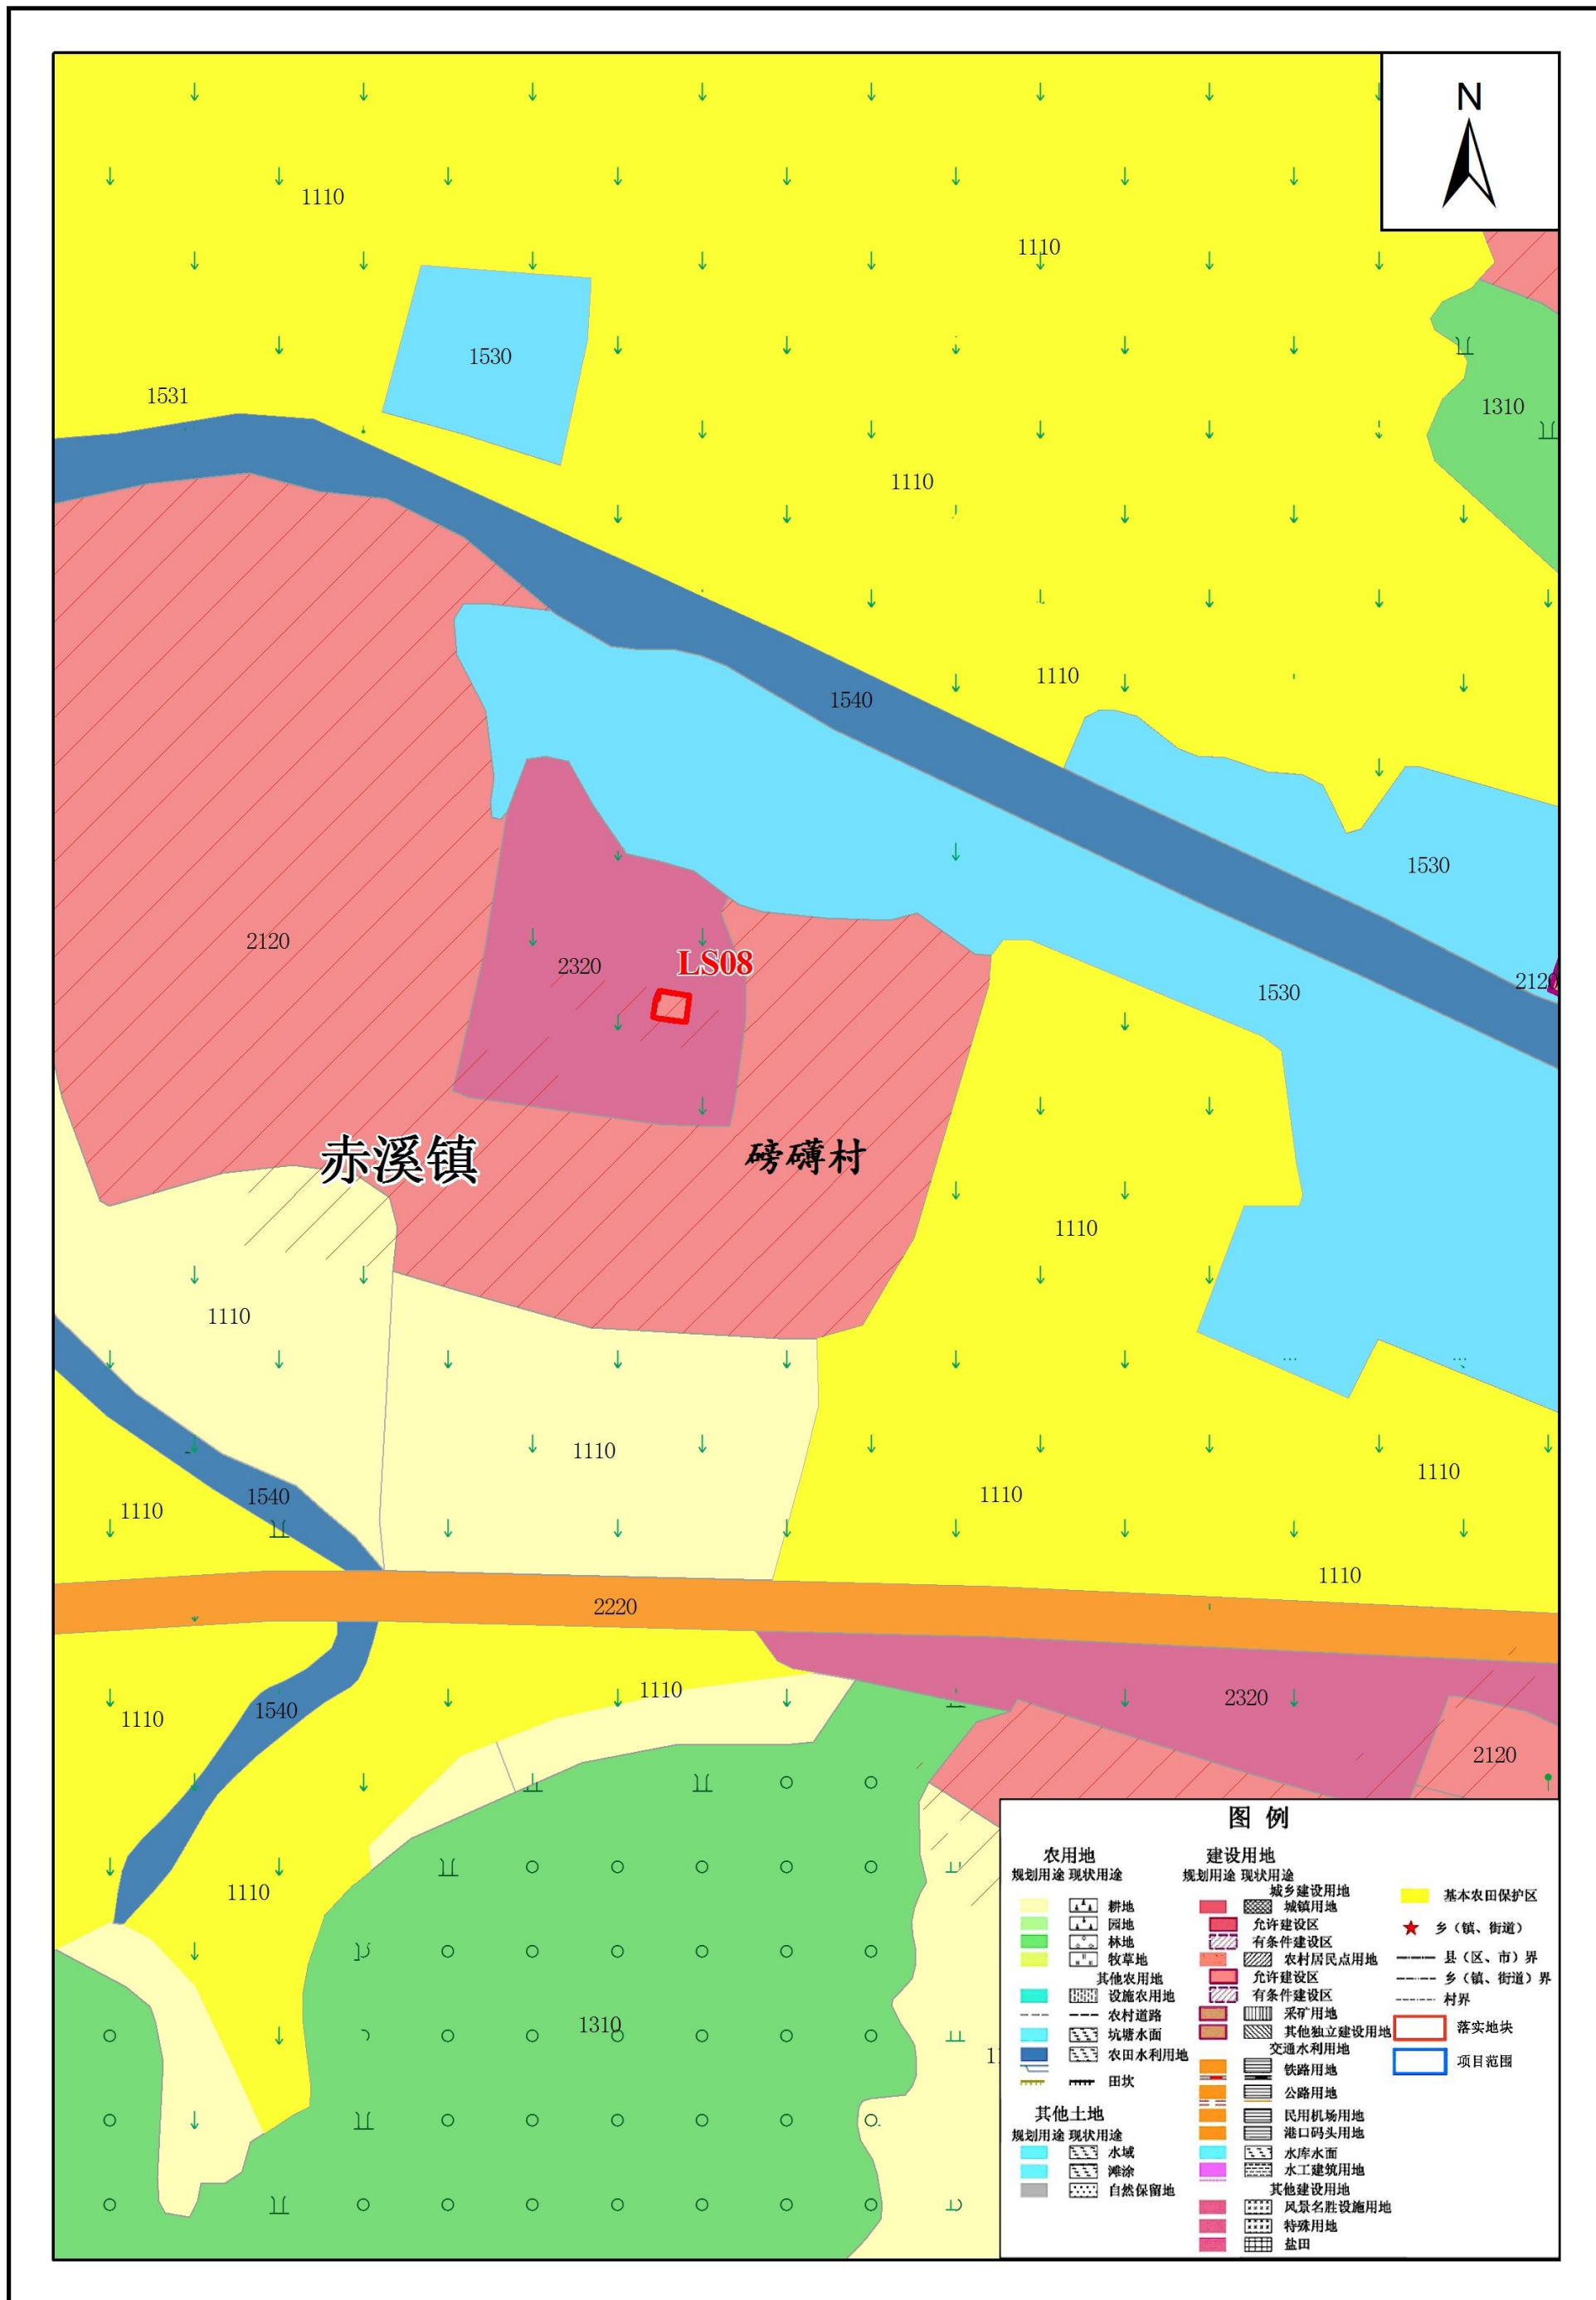 N
1110
1110
1530
1531
1310
1110
1110
1540
1530
2120
2320
LS08
2120
1530
赤溪镇
磅礴村
1110
1110
1110
1110
1110
1540
1110
1110
2220
1110
1110
1540
2320
2120
1110
1310
图 例
农用地
规划用途 现状用途
耕地
园地
林地
牧草地
其他农用地
设施农用地
农村道路
坑塘水面
农田水利用地
田坎
其他土地
规划用途 现状用途
水域
滩涂
自然保留地
建设用地
规划用途 现状用途
城乡建设用地
城镇用地
允许建设区
有条件建设区
农村居民点用地
允许建设区
有条件建设区
采矿用地
其他独立建设用地
交通水利用地
铁路用地
公路用地
民用机场用地
港口码头用地
水库水面
水工建筑用地
其他建设用地
风景名胜设施用地
特殊用地
盐田
基本农田保护区
乡（镇、街道）
县（区、市）界
乡（镇、街道）界
村界
落实地块
项目范围